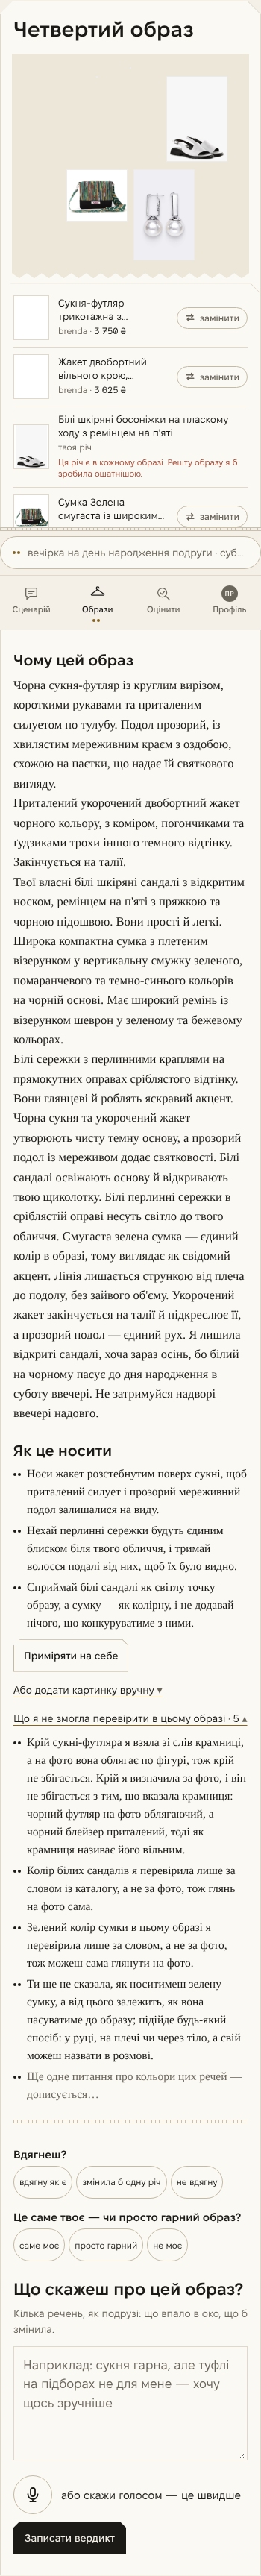 Четвертий образ
Сукня-футляр
трикотажна з...
brenda · 3 750 ₴
замінити
Жакет двобортний
вільного крою,...
brenda · 3 625 ₴
замінити
Білі шкіряні босоніжки на плоскому
ходу з ремінцем на п'яті
твоя річ
Ця річ є в кожному образі. Решту образу я б
зробила ошатнішою.
Сумка Зелена
смугаста із широким...
замінити
вечірка на день народження подруги · суб...
Сценарій
Образи
Оцінити
ПР
Профіль
Чому цей образ
Чорна сукня-футляр із круглим вирізом,
короткими рукавами та приталеним
силуетом по тулубу. Подол прозорий, із
хвилястим мереживним краєм з оздобою,
схожою на паєтки, що надає їй святкового
вигляду.
Приталений укорочений двобортний жакет
чорного кольору, з коміром, погончиками та
ґудзиками трохи іншого темного відтінку.
Закінчується на талії.
Твої власні білі шкіряні сандалі з відкритим
носком, ремінцем на п'яті з пряжкою та
чорною підошвою. Вони прості й легкі.
Широка компактна сумка з плетеним
візерунком у вертикальну смужку зеленого,
помаранчевого та темно-синього кольорів
на чорній основі. Має широкий ремінь із
візерунком шеврон у зеленому та бежевому
кольорах.
Білі сережки з перлинними краплями на
прямокутних оправах сріблястого відтінку.
Вони глянцеві й роблять яскравий акцент.
Чорна сукня та укорочений жакет
утворюють чисту темну основу, а прозорий
подол із мереживом додає святковості. Білі
сандалі освіжають основу й відкривають
твою щиколотку. Білі перлинні сережки в
сріблястій оправі несуть світло до твого
обличчя. Смугаста зелена сумка — єдиний
колір в образі, тому виглядає як свідомий
акцент. Лінія лишається стрункою від плеча
до подолу, без зайвого об'єму. Укорочений
жакет закінчується на талії й підкреслює її,
а прозорий подол — єдиний рух. Я лишила
відкриті сандалі, хоча зараз осінь, бо білий
на чорному пасує до дня народження в
суботу ввечері. Не затримуйся надворі
ввечері надовго.
Як це носити
•• Носи жакет розстебнутим поверх сукні, щоб
приталений силует і прозорий мереживний
подол залишалися на виду.
•• Нехай перлинні сережки будуть єдиним
блиском біля твого обличчя, і тримай
волосся подалі від них, щоб їх було видно.
•• Сприймай білі сандалі як світлу точку
образу, а сумку — як колірну, і не додавай
нічого, що конкуруватиме з ними.
Приміряти на себе
Або додати картинку вручну ▾
Що я не змогла перевірити в цьому образі · 5 ▴
•• Крій сукні-футляра я взяла зі слів крамниці,
а на фото вона облягає по фігурі, тож крій
не збігається. Крій я визначила за фото, і він
не збігається з тим, що вказала крамниця:
чорний футляр на фото облягаючий, а
чорний блейзер приталений, тоді як
крамниця називає його вільним.
•• Колір білих сандалів я перевірила лише за
словом із каталогу, а не за фото, тож глянь
на фото сама.
•• Зелений колір сумки в цьому образі я
перевірила лише за словом, а не за фото,
тож можеш сама глянути на фото.
•• Ти ще не сказала, як носитимеш зелену
сумку, а від цього залежить, як вона
пасуватиме до образу; підійде будь-який
спосіб: у руці, на плечі чи через тіло, а свій
можеш назвати в розмові.
•• Ще одне питання про кольори цих речей —
дописується…
Вдягнеш?
вдягну як є
змінила б одну річ
не вдягну
Це саме твоє — чи просто гарний образ?
саме моє
просто гарний
не моє
Що скажеш про цей образ?
Кілька речень, як подрузі: що впало в око, що б
змінила.
Наприклад: сукня гарна, але туфлі
на підборах не для мене — хочу
щось зручніше
або скажи голосом — це швидше
Записати вердикт